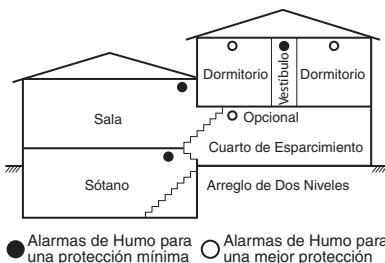 Dormitorio
Vestíbulo
Dormitorio
Sala
Opcional
Cuarto de Esparcimiento
Sótano
Arreglo de Dos Niveles
Alarmas de Humo para
una protección mínima
Alarmas de Humo para
una mejor protección